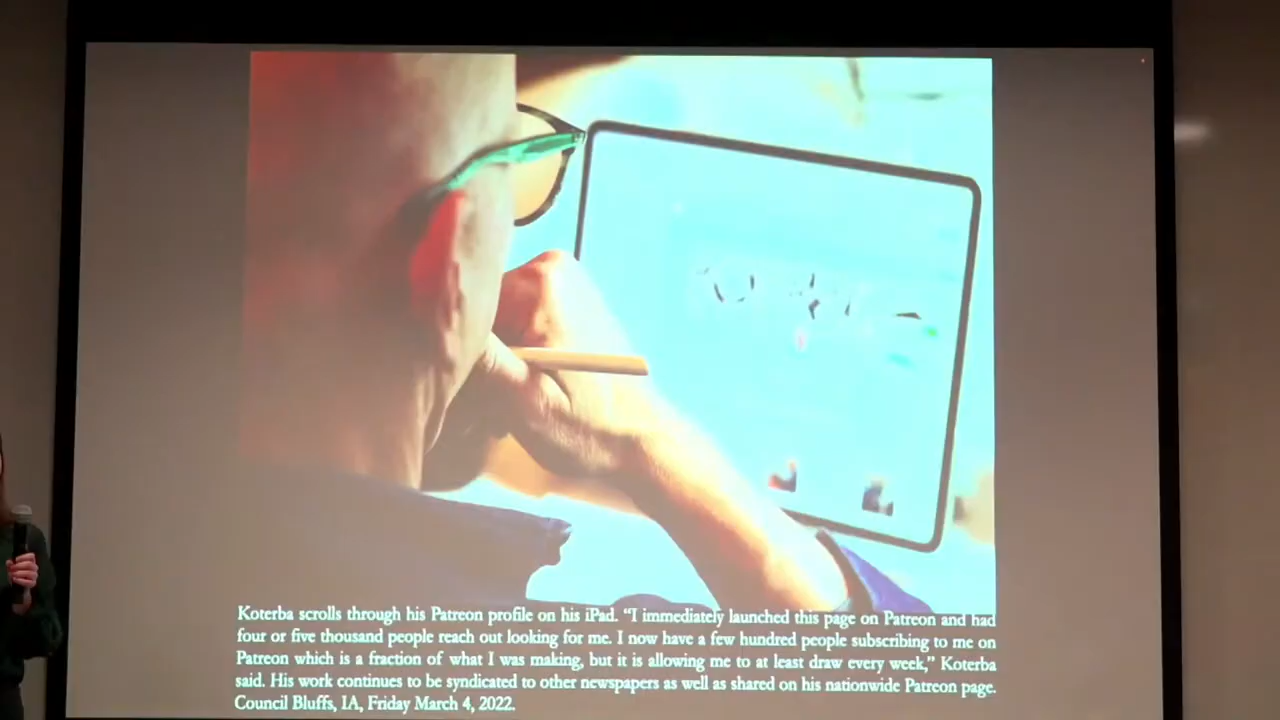 Koterba scrolls through his Patreon profile on his iPad. “I immediately launched this page on Patreon and had
four or five thousand people reach out looking for me. I now have a few hundred people subscribing to me on
Patreon which is a fraction of what I was making, but it is allowing me to at least draw every week,” Koterba
said. His work continues to be syndicated to other newspapers as well as shared on his nationwide Patreon page.
Council Bluffs, IA, Friday March 4, 2022.